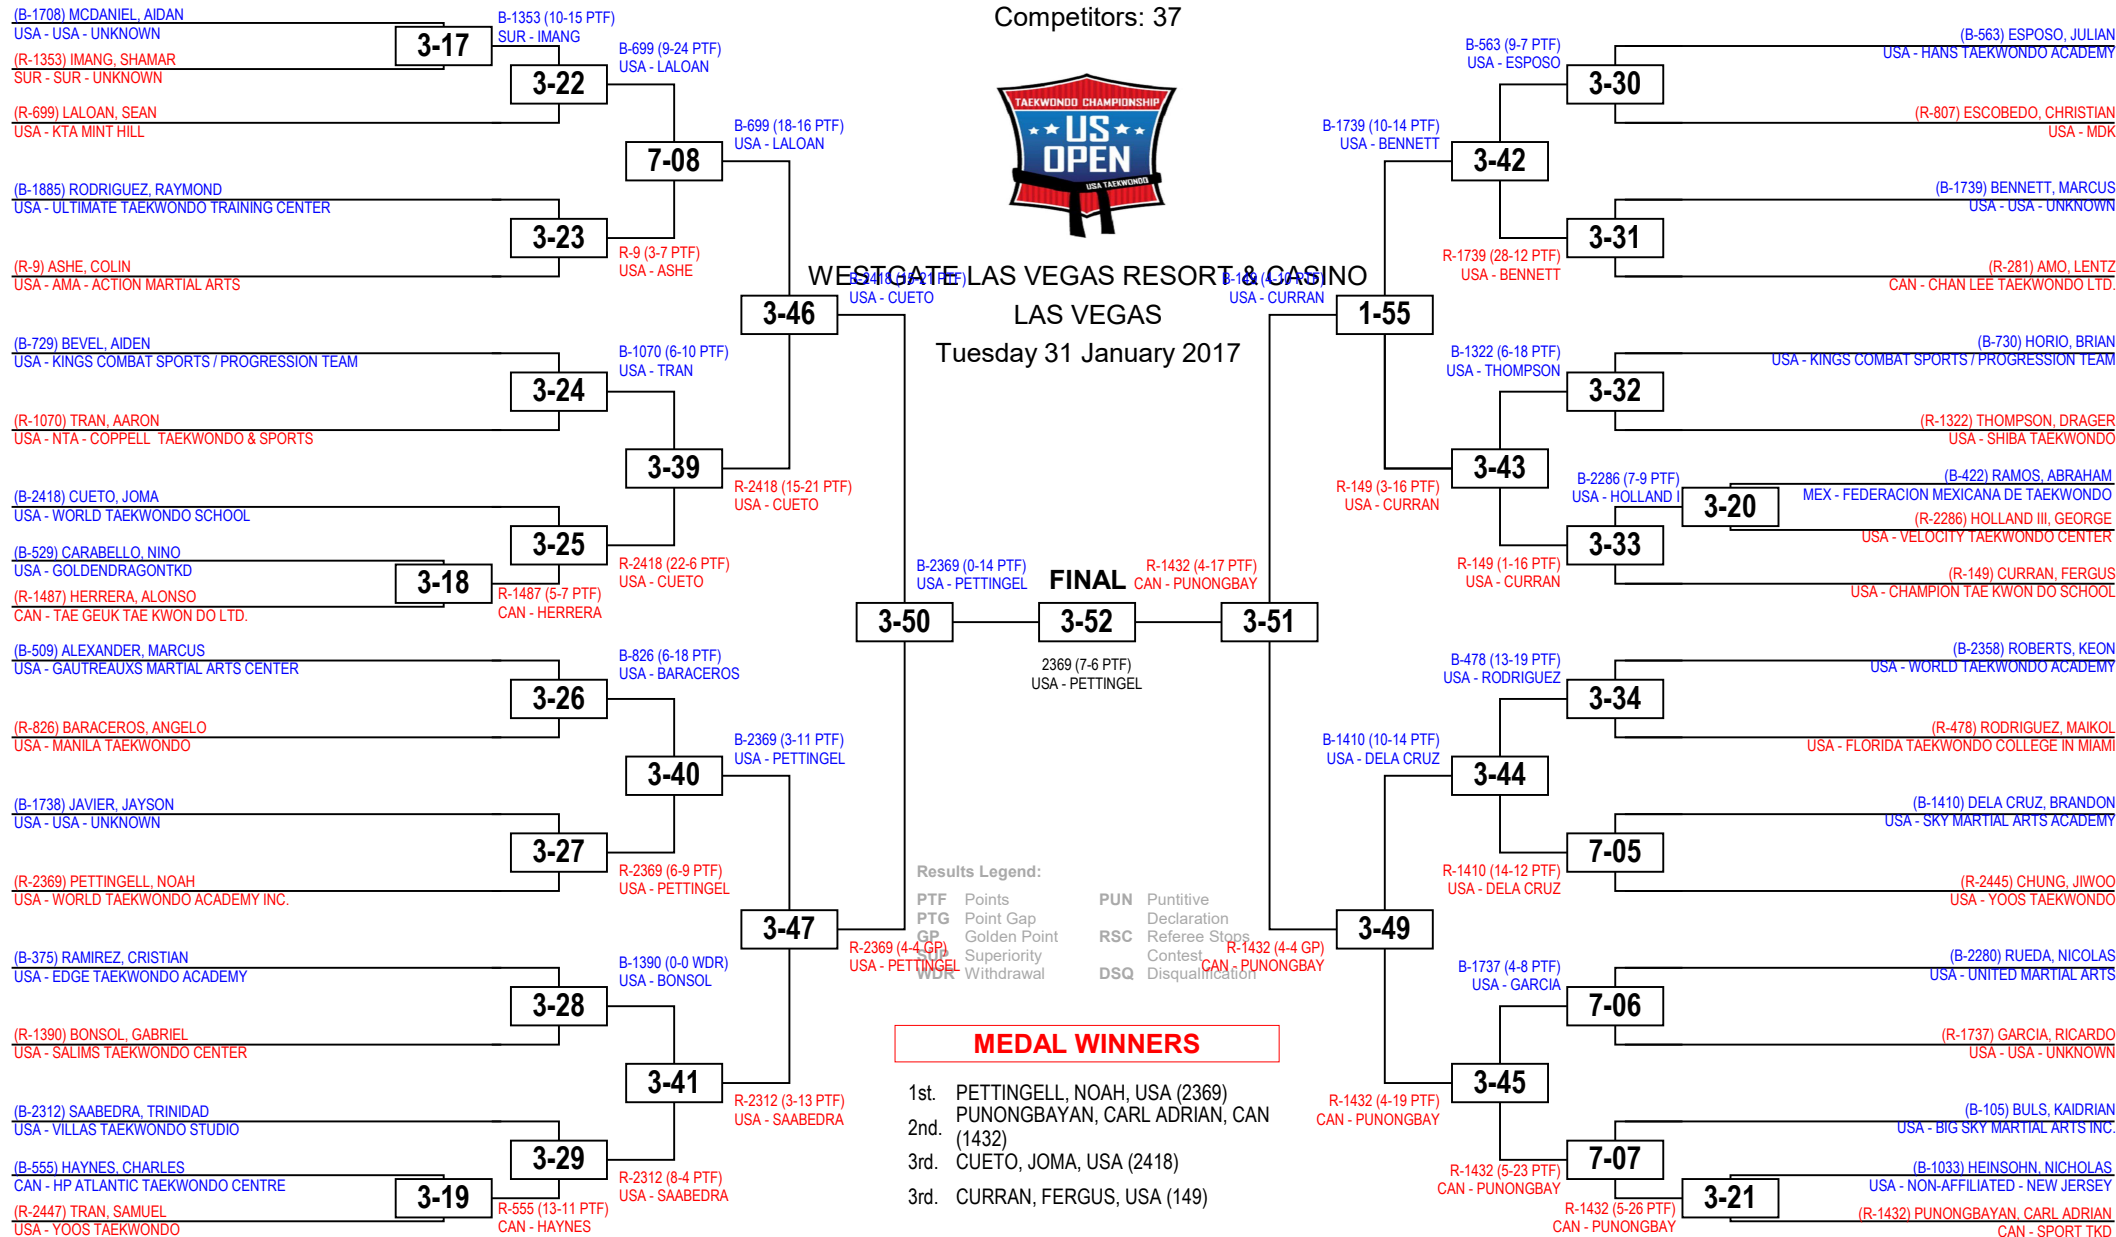 Competitors: 37
TAEKWONDO CHAMPIONSHIP
US
OPEN
USA TAEKWONDO
WESTGATE LAS VEGAS RESORT & CASINO
LAS VEGAS
Tuesday 31 January 2017
(B-1708) MCDANIEL, AIDAN
USA - USA - UNKNOWN
(R-1353) IMANG, SHAMAR
SUR - SUR - UNKNOWN
3-17
B-1353 (10-15 PTF)
SUR - IMANG
(R-699) LALOAN, SEAN
USA - KTA MINT HILL
3-22
B-699 (9-24 PTF)
USA - LALOAN
(B-1885) RODRIGUEZ, RAYMOND
USA - ULTIMATE TAEKWONDO TRAINING CENTER
(R-9) ASHE, COLIN
USA - AMA - ACTION MARTIAL ARTS
3-23
R-9 (3-7 PTF)
USA - ASHE
7-08
B-699 (18-16 PTF)
USA - LALOAN
(B-729) BEVEL, AIDEN
USA - KINGS COMBAT SPORTS / PROGRESSION TEAM
(R-1070) TRAN, AARON
USA - NTA - COPPELL TAEKWONDO & SPORTS
3-24
B-1070 (6-10 PTF)
USA - TRAN
(B-2418) CUETO, JOMA
USA - WORLD TAEKWONDO SCHOOL
(B-529) CARABELLO, NINO
USA - GOLDENDRAGONTKD
(R-1487) HERRERA, ALONSO
CAN - TAE GEUK TAE KWON DO LTD.
3-18
R-1487 (5-7 PTF)
CAN - HERRERA
3-25
R-2418 (22-6 PTF)
USA - CUETO
3-39
R-2418 (15-21 PTF)
USA - CUETO
3-46
B-2418 (15-21 PTF)
USA - CUETO
(B-509) ALEXANDER, MARCUS
USA - GAUTREAUXS MARTIAL ARTS CENTER
(R-826) BARACEROS, ANGELO
USA - MANILA TAEKWONDO
3-26
B-826 (6-18 PTF)
USA - BARACEROS
(B-1738) JAVIER, JAYSON
USA - USA - UNKNOWN
(R-2369) PETTINGELL, NOAH
USA - WORLD TAEKWONDO ACADEMY INC.
3-27
R-2369 (6-9 PTF)
USA - PETTINGEL
3-40
B-2369 (3-11 PTF)
USA - PETTINGEL
(B-375) RAMIREZ, CRISTIAN
USA - EDGE TAEKWONDO ACADEMY
(R-1390) BONSOL, GABRIEL
USA - SALIMS TAEKWONDO CENTER
3-28
B-1390 (0-0 WDR)
USA - BONSOL
(B-2312) SAABEDRA, TRINIDAD
USA - VILLAS TAEKWONDO STUDIO
(B-555) HAYNES, CHARLES
CAN - HP ATLANTIC TAEKWONDO CENTRE
(R-2447) TRAN, SAMUEL
USA - YOOS TAEKWONDO
3-19
R-555 (13-11 PTF)
CAN - HAYNES
3-29
R-2312 (8-4 PTF)
USA - SAABEDRA
3-41
R-2312 (3-13 PTF)
USA - SAABEDRA
3-47
R-2369 (4-4 GP)
USA - PETTINGEL
3-50
B-2369 (0-14 PTF)
USA - PETTINGEL
FINAL
3-52
2369 (7-6 PTF)
USA - PETTINGEL
R-1432 (4-17 PTF)
CAN - PUNONGBAY
3-51
(B-563) ESPOSO, JULIAN
USA - HANS TAEKWONDO ACADEMY
(R-807) ESCOBEDO, CHRISTIAN
USA - MDK
3-30
B-563 (9-7 PTF)
USA - ESPOSO
(B-1739) BENNETT, MARCUS
USA - USA - UNKNOWN
(R-281) AMO, LENTZ
CAN - CHAN LEE TAEKWONDO LTD.
3-31
R-1739 (28-12 PTF)
USA - BENNETT
3-42
B-1739 (10-14 PTF)
USA - BENNETT
(B-730) HORIO, BRIAN
USA - KINGS COMBAT SPORTS / PROGRESSION TEAM
(R-1322) THOMPSON, DRAGER
USA - SHIBA TAEKWONDO
3-32
B-1322 (6-18 PTF)
USA - THOMPSON
(B-422) RAMOS, ABRAHAM
MEX - FEDERACION MEXICANA DE TAEKWONDO
(R-2286) HOLLAND III, GEORGE
USA - VELOCITY TAEKWONDO CENTER
3-20
B-2286 (7-9 PTF)
USA - HOLLAND I
(R-149) CURRAN, FERGUS
USA - CHAMPION TAE KWON DO SCHOOL
3-33
R-149 (1-16 PTF)
USA - CURRAN
3-43
R-149 (3-16 PTF)
USA - CURRAN
1-55
B-149 (4-10 PTF)
USA - CURRAN
(B-2358) ROBERTS, KEON
USA - WORLD TAEKWONDO ACADEMY
(R-478) RODRIGUEZ, MAIKOL
USA - FLORIDA TAEKWONDO COLLEGE IN MIAMI
3-34
B-478 (13-19 PTF)
USA - RODRIGUEZ
(B-1410) DELA CRUZ, BRANDON
USA - SKY MARTIAL ARTS ACADEMY
(R-2445) CHUNG, JIWOO
USA - YOOS TAEKWONDO
7-05
R-1410 (14-12 PTF)
USA - DELA CRUZ
3-44
B-1410 (10-14 PTF)
USA - DELA CRUZ
(B-2280) RUEDA, NICOLAS
USA - UNITED MARTIAL ARTS
(R-1737) GARCIA, RICARDO
USA - USA - UNKNOWN
7-06
B-1737 (4-8 PTF)
USA - GARCIA
(B-105) BULS, KAIDRIAN
USA - BIG SKY MARTIAL ARTS INC.
(B-1033) HEINSOHN, NICHOLAS
USA - NON-AFFILIATED - NEW JERSEY
(R-1432) PUNONGBAYAN, CARL ADRIAN
CAN - SPORT TKD
3-21
R-1432 (5-26 PTF)
CAN - PUNONGBAY
7-07
R-1432 (5-23 PTF)
CAN - PUNONGBAY
3-45
R-1432 (4-19 PTF)
CAN - PUNONGBAY
3-49
R-1432 (4-4 GP)
CAN - PUNONGBAY
Results Legend:
PTF Points
PTG Point Gap
GP Golden Point
SUP Superiority
WDR Withdrawal
PUN Puntitive
Declaration
RSC Referee Stops
Contest
DSQ Disqualification
MEDAL WINNERS
1st. PETTINGELL, NOAH, USA (2369)
2nd. PUNONGBAYAN, CARL ADRIAN, CAN
(1432)
3rd. CUETO, JOMA, USA (2418)
3rd. CURRAN, FERGUS, USA (149)